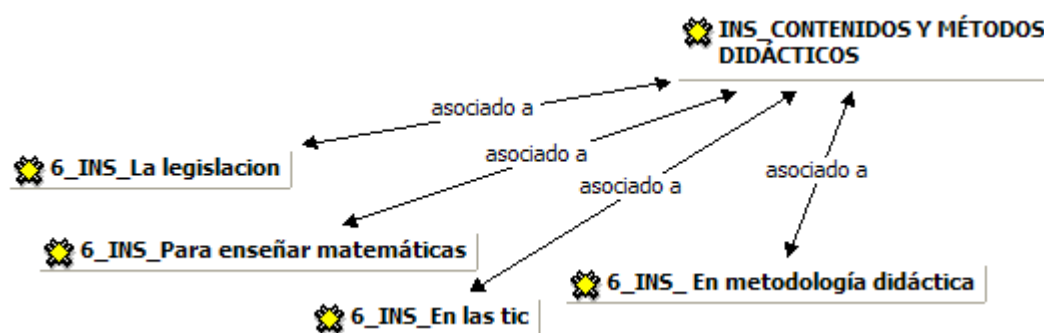 INS_CONTENIDOS Y MÉTODOS
DIDÁCTICOS
asociado a
asociado a
6_INS_La legislacion
asociado a
asociado a
6_INS_Para enseñar matemáticas
6_INS_ En metodología didáctica
6_INS_En las tic